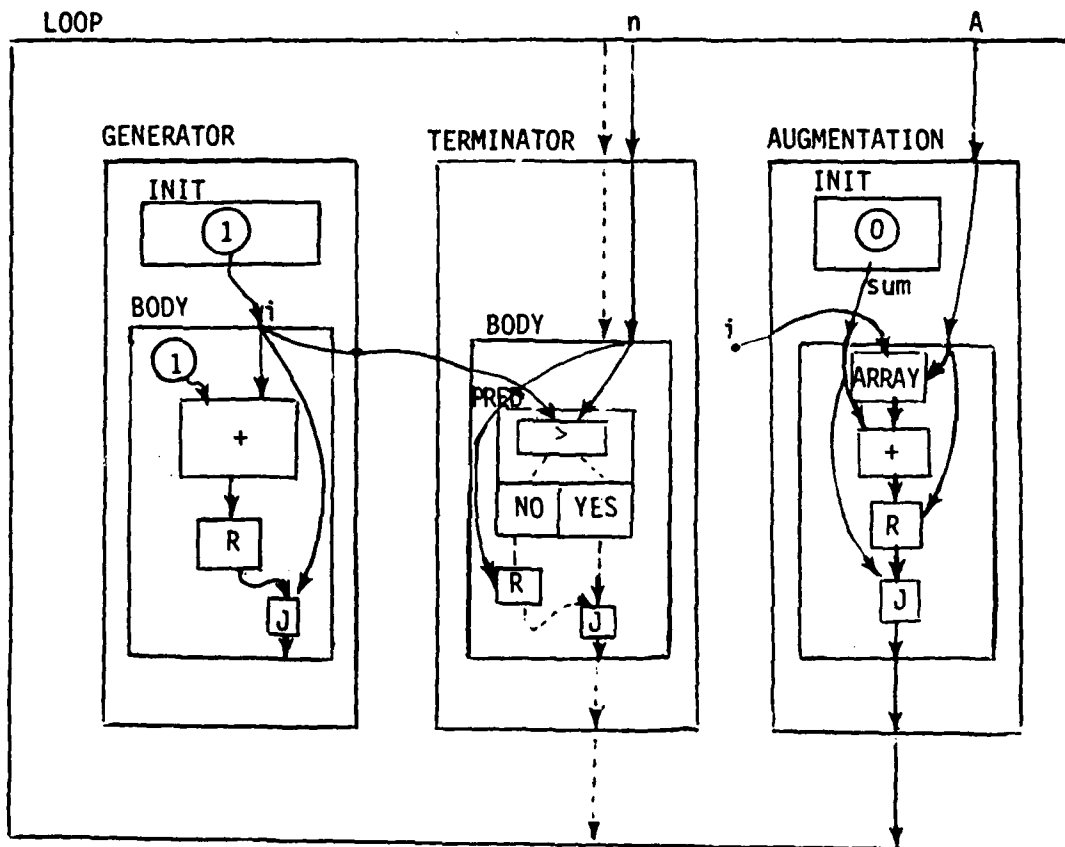 LOOP n A
GENERATOR TERMINATOR AUGMENTATION
INIT INIT
1 0
sum
BODY i BODY i
1 ARRAY
PRED
+ > +
NO YES
R R R
J J J